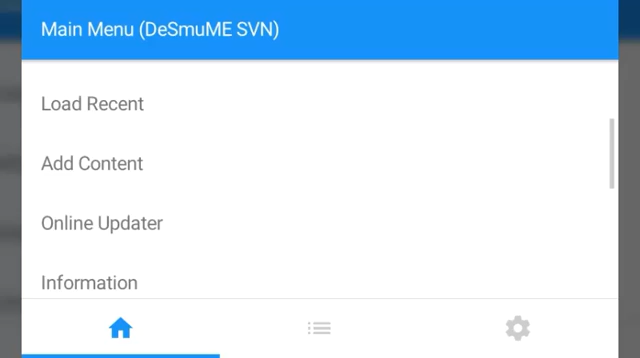 Main Menu (DeSmuME SVN)
Load Recent
Add Content
Online Updater
Information